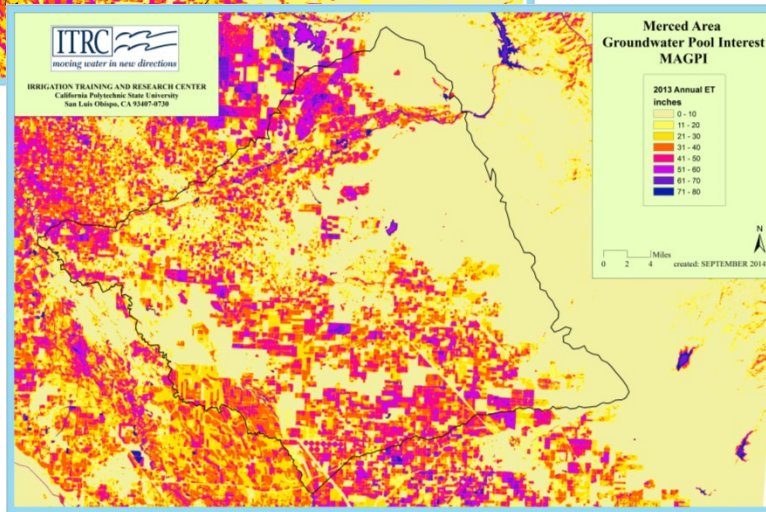 ITRC
moving water in new directions
IRRIGATION TRAINING AND RESEARCH CENTER
California Polytechnic State University
San Luis Obispo, CA 93407-0730
Merced Area
Groundwater Pool Interest
MAGPI
2013 Annual ET
inches
0 - 10
11 - 20
21 - 30
31 - 40
41 - 50
51 - 60
61 - 70
71 - 80
N
Miles
0 2 4
created: SEPTEMBER 2014